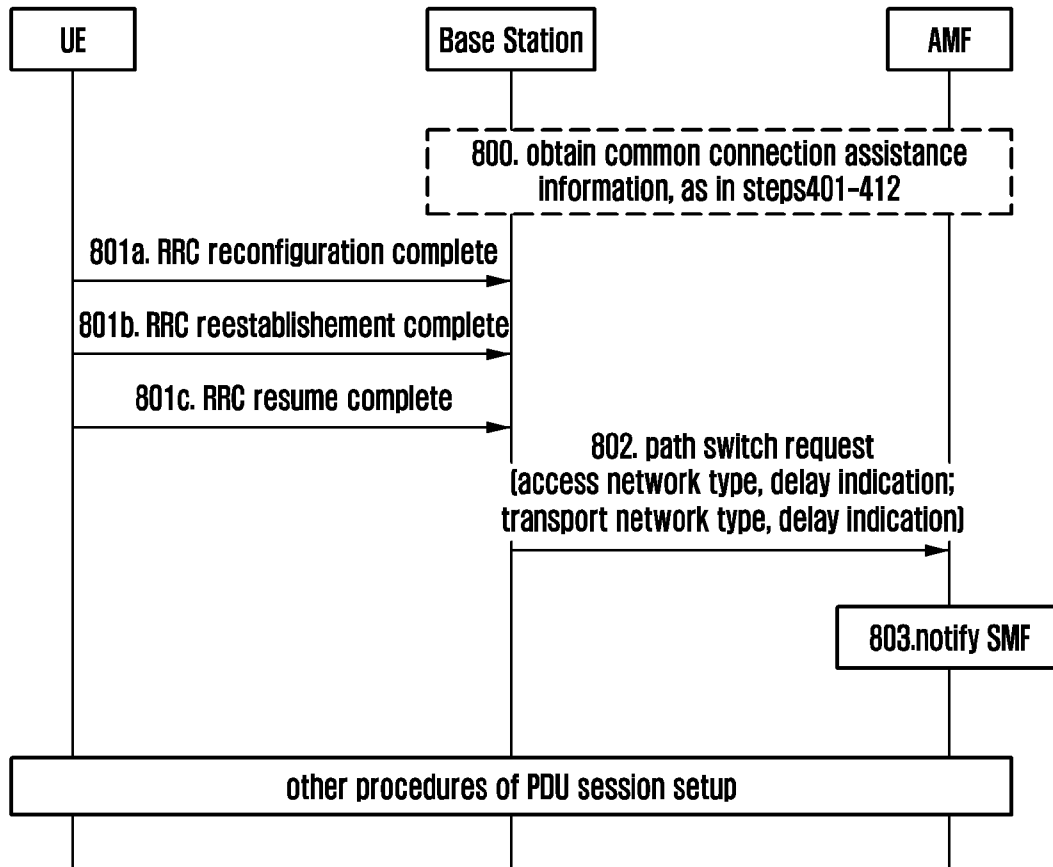 UE
Base Station
AMF
800. obtain common connection assistance
information, as in steps401-412
801a. RRC reconfiguration complete
801b. RRC reestablishement complete
801c. RRC resume complete
802. path switch request
(access network type, delay indication;
transport network type, delay indication)
803.notify SMF
other procedures of PDU session setup